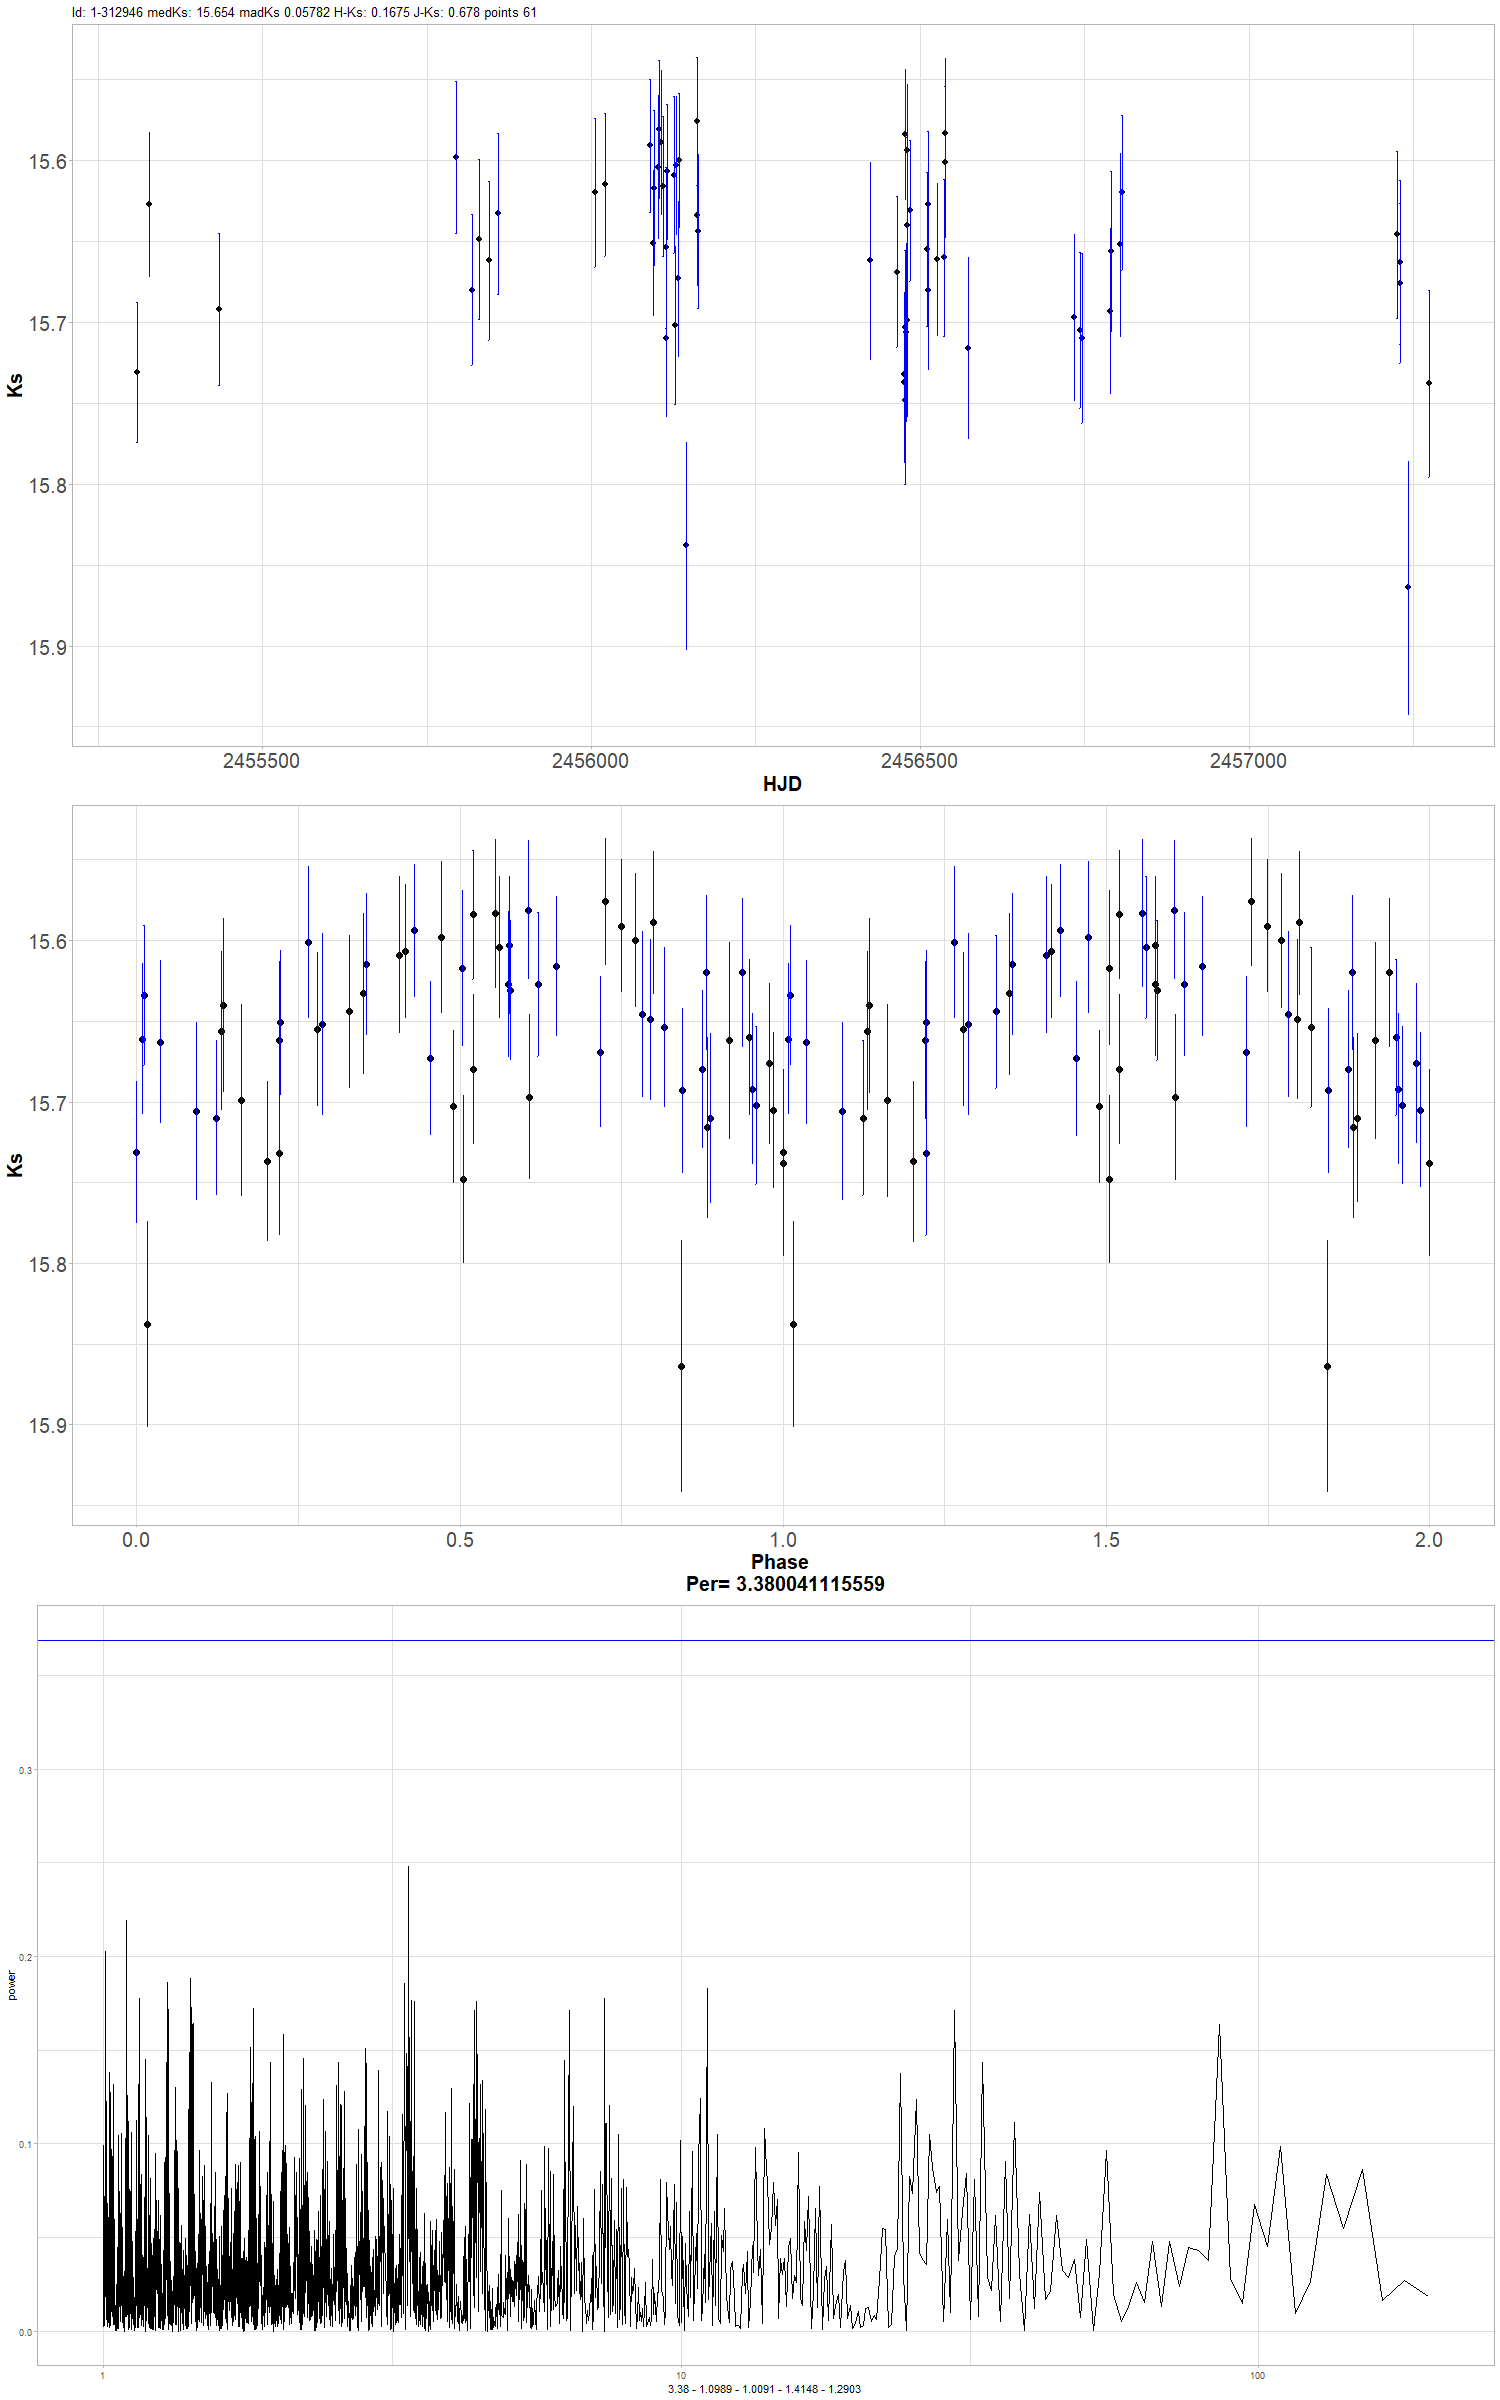 Id: 1-312946 medKs: 15.654 madKs 0.05782 H-Ks: 0.1675 J-Ks: 0.678 points 61
15.6
15.7
15.8
15.9
Ks
2455500 2456000 2456500 2457000
HJD
15.6
15.7
15.8
15.9
Ks
0.0 0.5 1.0 1.5 2.0
Phase
Per= 3.380041115559
0.3
0.2
0.1
0.0
power
1 10 100
3.38 - 1.0989 - 1.0091 - 1.4148 - 1.2903